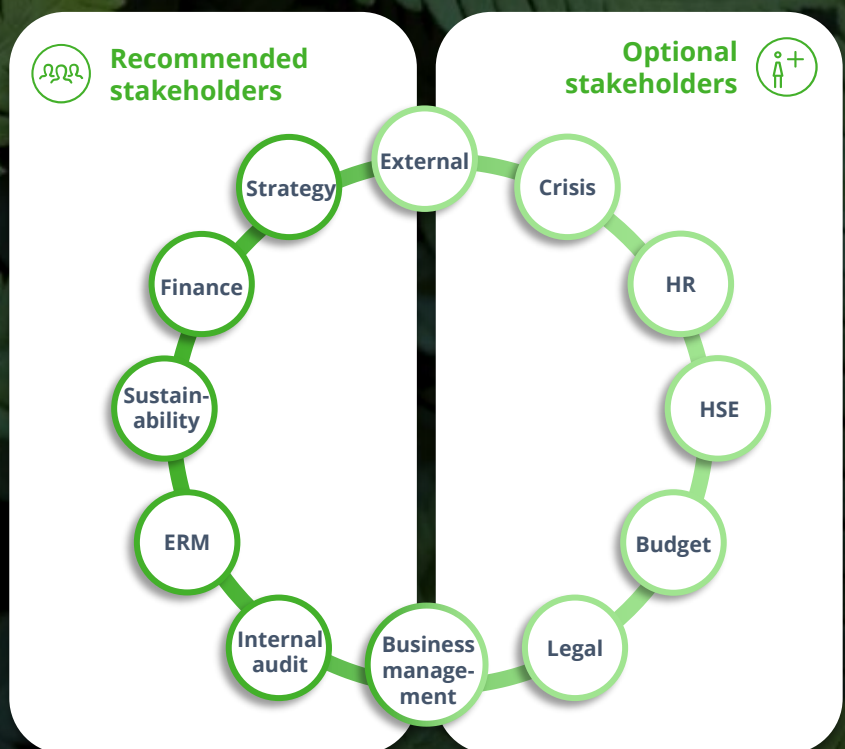 Recommended
stakeholders
Optional
stakeholders
External
Strategy
Crisis
Finance
HR
Sustain-
ability
HSE
ERM
Budget
Internal
audit
Business
manage-
ment
Legal